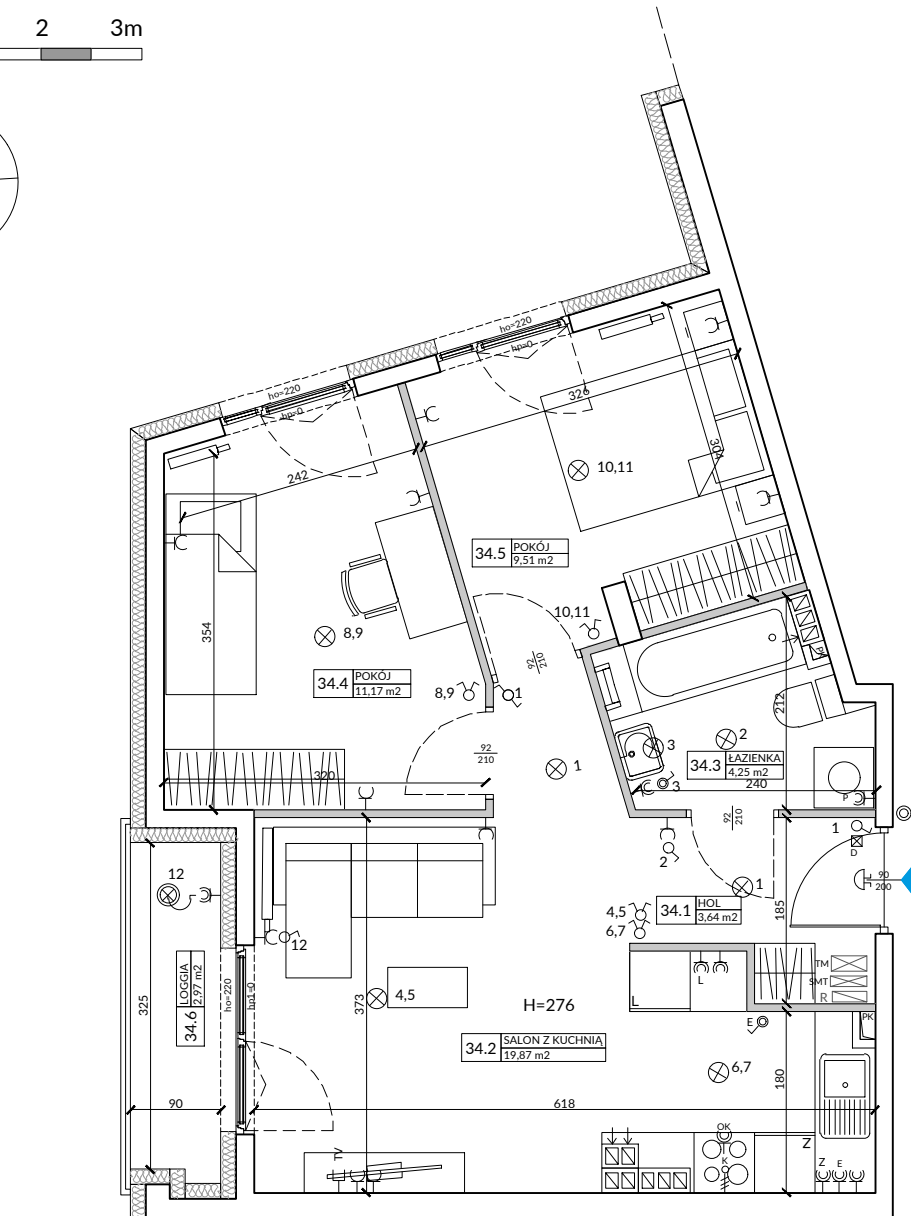 2 3m
ho=220
hp=0
ho=220
hp=0
326
304
242
10,11
34.5 POKÓJ
9,51 m2
354
8,9
10,11
92
210
PK
34.4 POKÓJ
11,17 m2
8,9
1
212
2
3
34.3 ŁAZIENKA
4,25 m2
92
210
1
320
3
240
P
92
210
1
D
2
12
1
90
200
34.1 HOL
3,64 m2
185
4,5
6,7
12
TM
SMT
R
L
L
34.6 LOGGIA
2,97 m2
ho=220
hp1=0
325
373
4,5
H=276
E
PK
34.2 SALON Z KUCHNIĄ
19,87 m2
6,7
180
90
618
OK
K
Z
TV
Z E